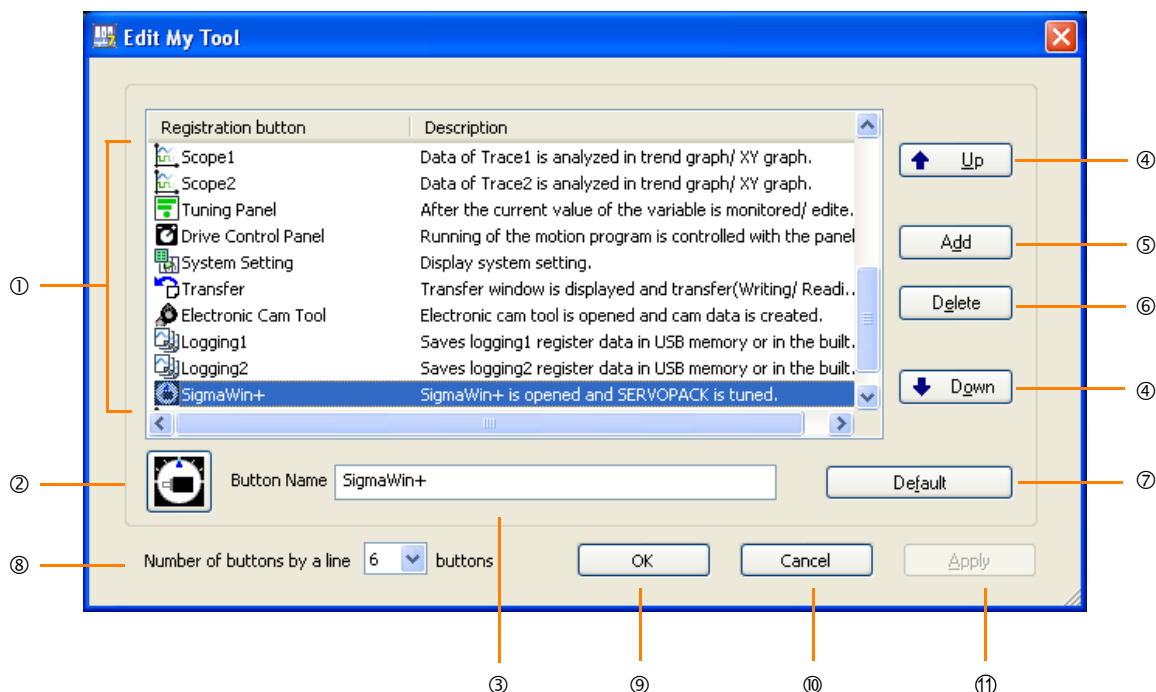 Edit My Tool
Registration button Description
Scope1 Data of Trace1 is analyzed in trend graph/ XY graph.
Scope2 Data of Trace2 is analyzed in trend graph/ XY graph.
Tuning Panel After the current value of the variable is monitored/ edite.
Drive Control Panel Running of the motion program is controlled with the panel
System Setting Display system setting.
Transfer Transfer window is displayed and transfer(Writing/ Readi..
Electronic Cam Tool Electronic cam tool is opened and cam data is created.
Logging1 Saves logging1 register data in USB memory or in the built.
Logging2 Saves logging2 register data in USB memory or in the built.
SigmaWin+ SigmaWin+ is opened and SERVOPACK is tuned.
Up
Add
Delete
Down
Button Name SigmaWin+
Default
Number of buttons by a line 6 buttons
OK
Cancel
Apply
①
②
④
⑤
⑥
④
⑦
⑧
③
⑨
⑩
⑪